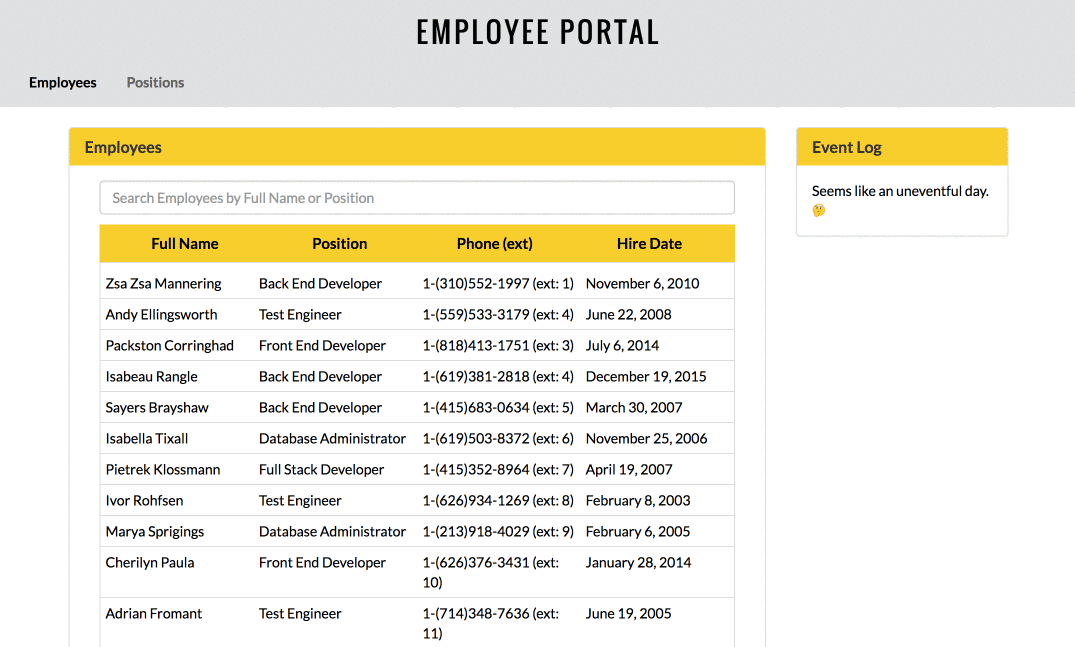 EMPLOYEE PORTAL
Employees Positions
Employees
Search Employees by Full Name or Position
Full Name Position Phone (ext) Hire Date
Zsa Zsa Mannering Back End Developer 1-(310)552-1997 (ext: 1) November 6, 2010
Andy Ellingsworth Test Engineer 1-(559)533-3179 (ext: 4) June 22, 2008
Packston Corringhad Front End Developer 1-(818)413-1751 (ext: 3) July 6, 2014
Isabeau Rangle Back End Developer 1-(619)381-2818 (ext: 4) December 19, 2015
Sayers Brayshaw Back End Developer 1-(415)683-0634 (ext: 5) March 30, 2007
Isabella Tixall Database Administrator 1-(619)503-8372 (ext: 6) November 25, 2006
Pietrek Klossmann Full Stack Developer 1-(415)352-8964 (ext: 7) April 19, 2007
Ivor Rohfsen Test Engineer 1-(626)934-1269 (ext: 8) February 8, 2003
Marya Sprigings Database Administrator 1-(213)918-4029 (ext: 9) February 6, 2005
Cherilyn Paula Front End Developer 1-(626)376-3431 (ext: January 28, 2014
10)
Adrian Fromant Test Engineer 1-(714)348-7636 (ext: June 19, 2005
11)
Event Log
Seems like an uneventful day.
🤔